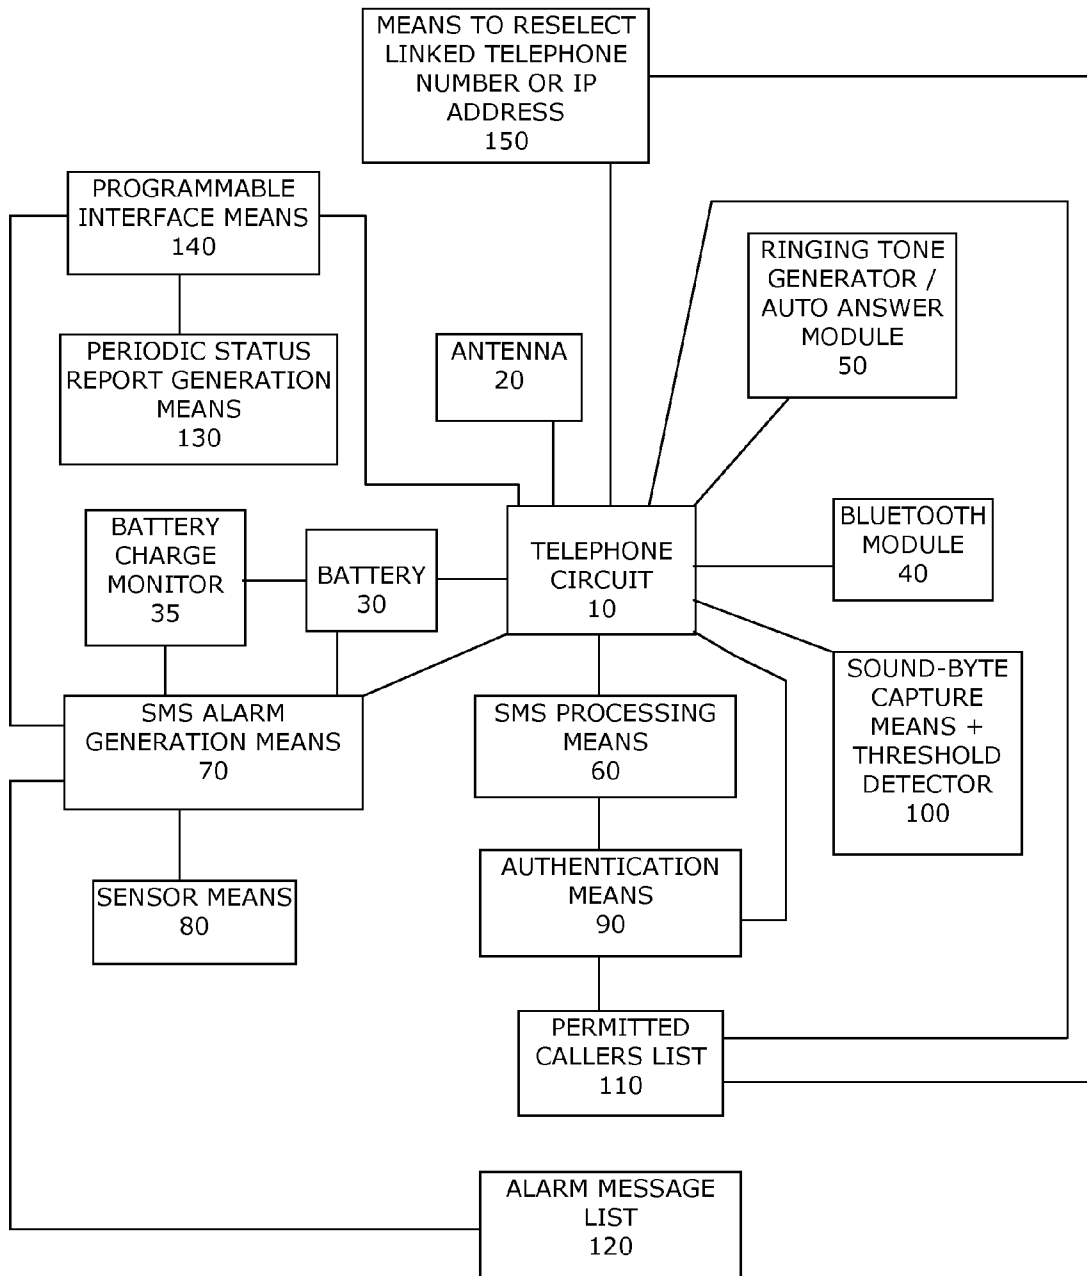 MEANS TO RESELECT
LINKED TELEPHONE
NUMBER OR IP
ADDRESS
150
PROGRAMMABLE
INTERFACE MEANS
140
RINGING TONE
GENERATOR /
AUTO ANSWER
MODULE
50
PERIODIC STATUS
REPORT GENERATION
MEANS
130
ANTENNA
20
BATTERY
CHARGE
MONITOR
35
BATTERY
30
TELEPHONE
CIRCUIT
10
BLUETOOTH
MODULE
40
SOUND-BYTE
CAPTURE
MEANS +
THRESHOLD
DETECTOR
100
SMS ALARM
GENERATION MEANS
70
SMS PROCESSING
MEANS
60
SENSOR MEANS
80
AUTHENTICATION
MEANS
90
PERMITTED
CALLERS LIST
110
ALARM MESSAGE
LIST
120